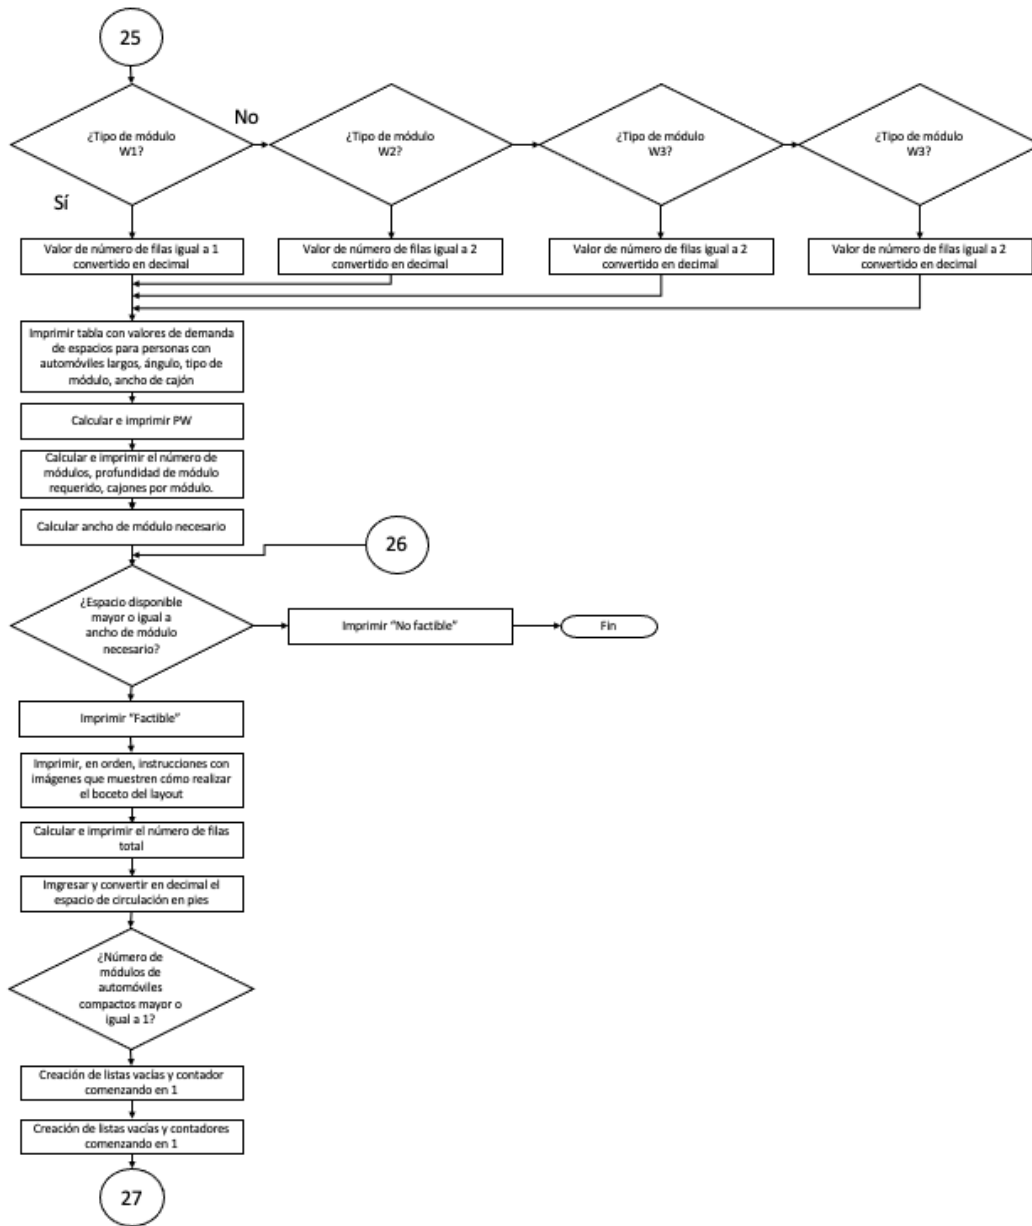 25
No
¿Tipo de módulo
W1?
¿Tipo de módulo
W2?
¿Tipo de módulo
W3?
¿Tipo de módulo
W3?
Sí
Valor de número de filas igual a 1
convertido en decimal
Valor de número de filas igual a 2
convertido en decimal
Valor de número de filas igual a 2
convertido en decimal
Valor de número de filas igual a 2
convertido en decimal
Imprimir tabla con valores de demanda
de espacios para personas con
automóviles largos, ángulo, tipo de
módulo, ancho de cajón
Calcular e imprimir PW
Calcular e imprimir el número de
módulos, profundidad de módulo
requerido, cajones por módulo.
Calcular ancho de módulo necesario
26
¿Espacio disponible
mayor o igual a
ancho de módulo
necesario?
Imprimir “No factible”
Fin
Imprimir “Factible”
Imprimir, en orden, instrucciones con
imágenes que muestren cómo realizar
el boceto del layout
Calcular e imprimir el número de filas
total
Imgresar y convertir en decimal el
espacio de circulación en pies
¿Número de
módulos de
automóviles
compactos mayor o
igual a 1?
Creación de listas vacías y contador
comenzando en 1
Creación de listas vacías y contadores
comenzando en 1
27